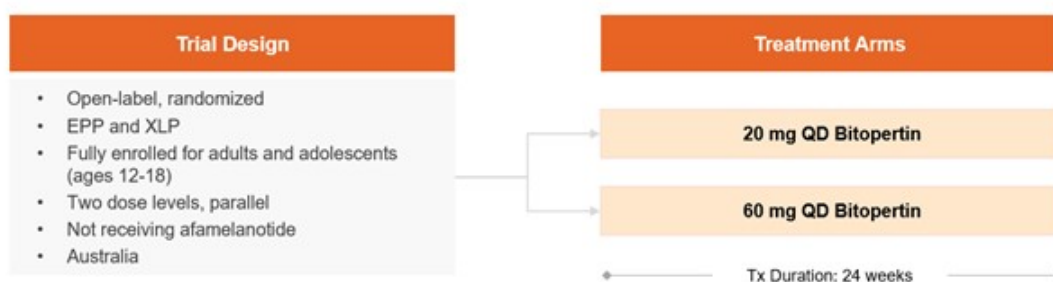 Trial Design
• Open-label, randomized
• EPP and XLP
• Fully enrolled for adults and adolescents
(ages 12-18)
• Two dose levels, parallel
• Not receiving afamelanotide
• Australia
Treatment Arms
20 mg QD Bitopertin
60 mg QD Bitopertin
Tx Duration: 24 weeks